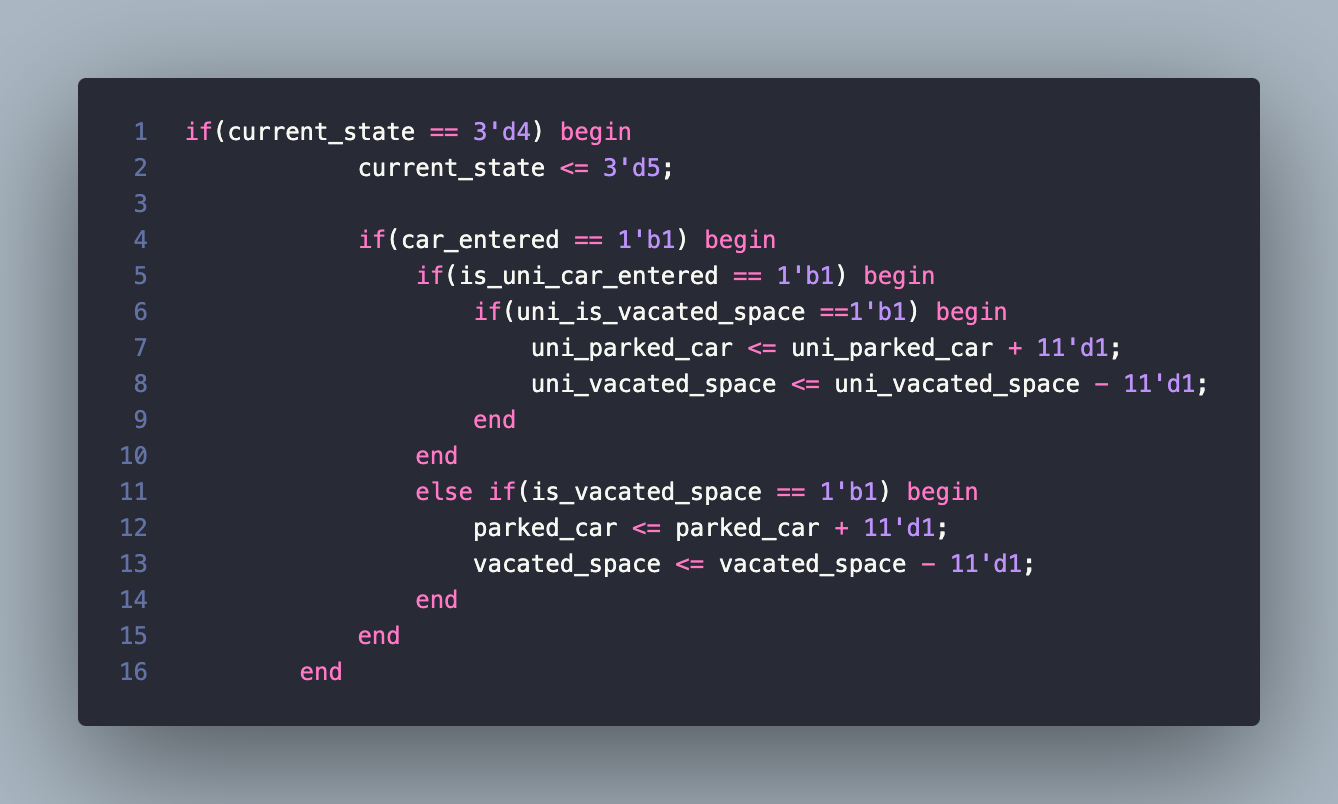 1 if(current_state == 3'd4) begin
2             current_state <= 3'd5;
3
4             if(car_entered == 1'b1) begin
5                 if(is_uni_car_entered == 1'b1) begin
6                     if(uni_is_vacated_space ==1'b1) begin
7                         uni_parked_car <= uni_parked_car + 11'd1;
8                         uni_vacated_space <= uni_vacated_space - 11'd1;
9                     end
10                 end
11                 else if(is_vacated_space == 1'b1) begin
12                     parked_car <= parked_car + 11'd1;
13                     vacated_space <= vacated_space - 11'd1;
14                 end
15             end
16         end